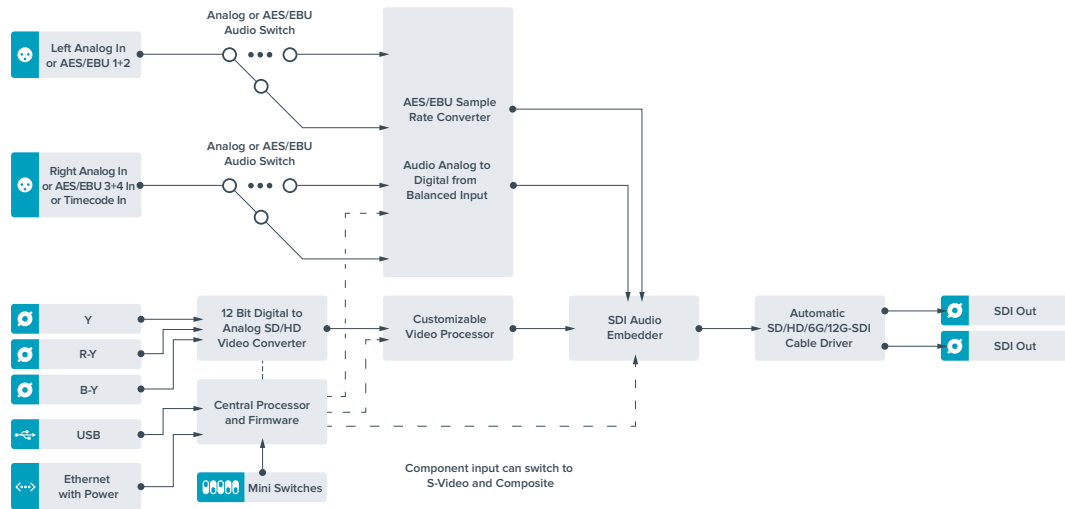 Analog or AES/EBU
Audio Switch
Left Analog In
or AES/EBU 1+2
AES/EBU Sample
Rate Converter
Analog or AES/EBU
Audio Switch
Right Analog In
or AES/EBU 3+4 In
or Timecode In
Audio Analog to
Digital from
Balanced Input
Y
R-Y
B-Y
12 Bit Digital to
Analog SD/HD
Video Converter
Customizable
Video Processor
SDI Audio
Embedder
Automatic
SD/HD/6G/12G-SDI
Cable Driver
SDI Out
SDI Out
Central Processor
and Firmware
USB
Ethernet
with Power
Mini Switches
Component input can switch to
S-Video and Composite